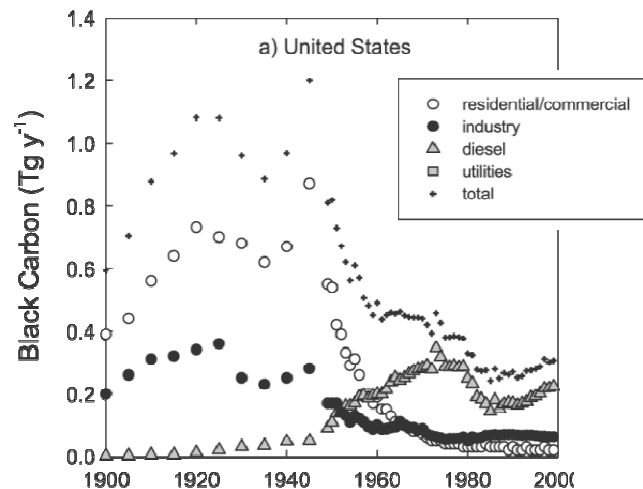 1.4
a) United States
1.2
residential/commercial
industry
diesel
utilities
total
1.0
0.8
0.6
0.4
0.2
0.0
Black Carbon (Tg y⁻¹)
1900 1920 1940 1960 1980 2000